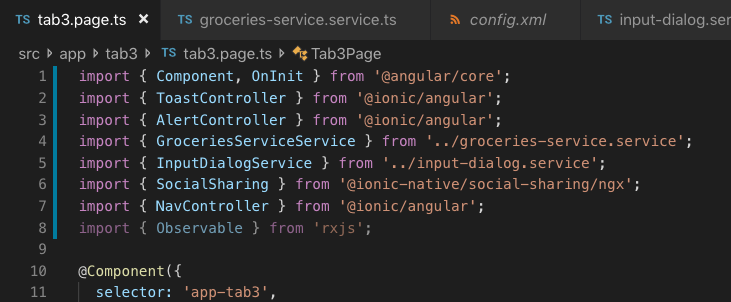 tab3.page.ts × groceries-service.service.ts config.xml input-dialog.ser
src > app > tab3 > TS tab3.page.ts > Tab3Page
1 import { Component, OnInit } from '@angular/core';
2 import { ToastController } from '@ionic/angular';
3 import { AlertController } from '@ionic/angular';
4 import { GroceriesServiceService } from '../groceries-service.service';
5 import { InputDialogService } from '../input-dialog.service';
6 import { SocialSharing } from '@ionic-native/social-sharing/ngx';
7 import { NavController } from '@ionic/angular';
8 import { Observable } from 'rxjs';
9
10 @Component({
11 selector: 'app-tab3',